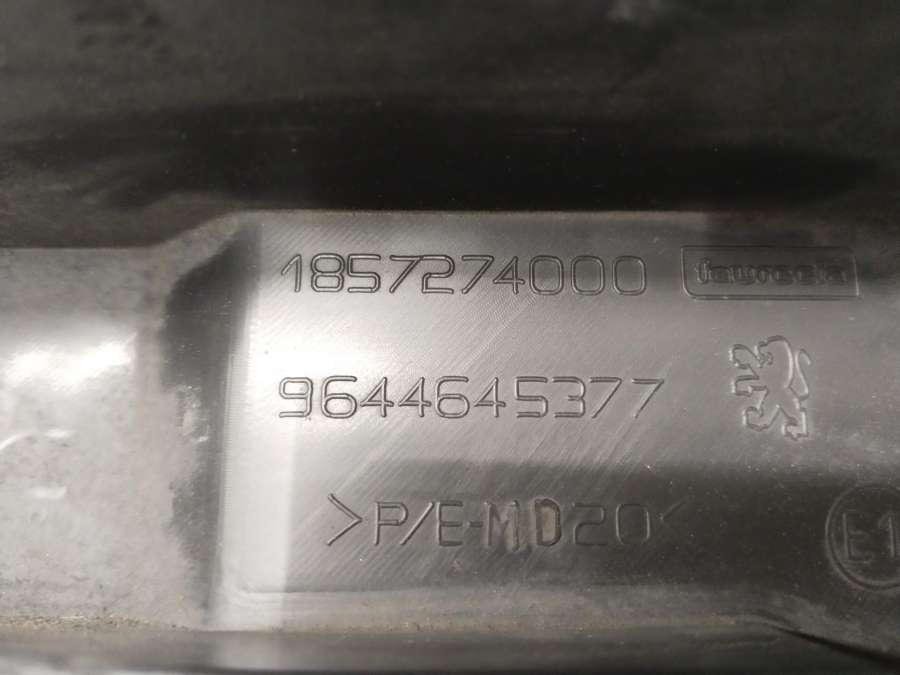 1857274000 faurecia
9644645377
>P/E-MD20<
E1